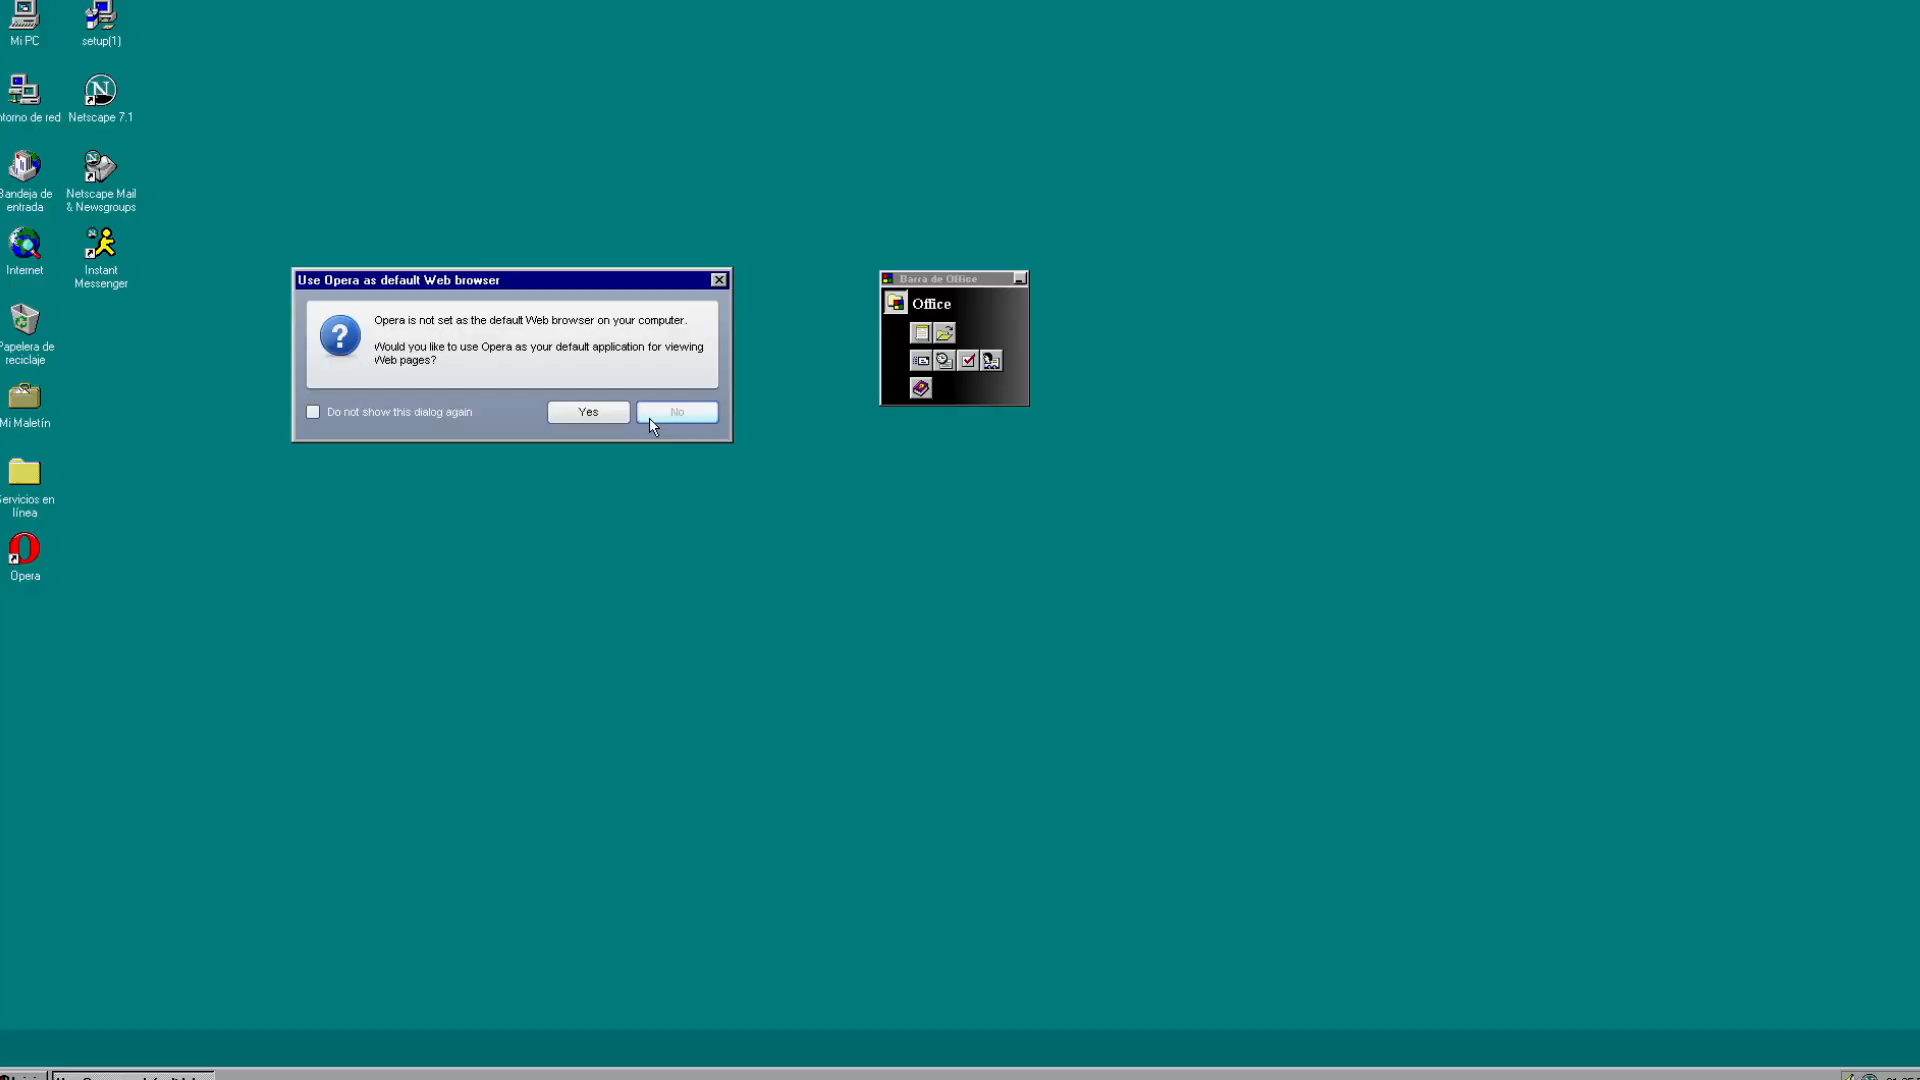 Mi PC
setup(1)
ntorno de red
Netscape 7.1
Bandeja de
entrada
Netscape Mail
& Newsgroups
Internet
Instant
Messenger
Papelera de
reciclaje
Mi Maletín
Servicios en
línea
Opera
Use Opera as default Web browser
Opera is not set as the default Web browser on your computer.
Would you like to use Opera as your default application for viewing
Web pages?
Do not show this dialog again
Yes
No
Barra de Office
Office